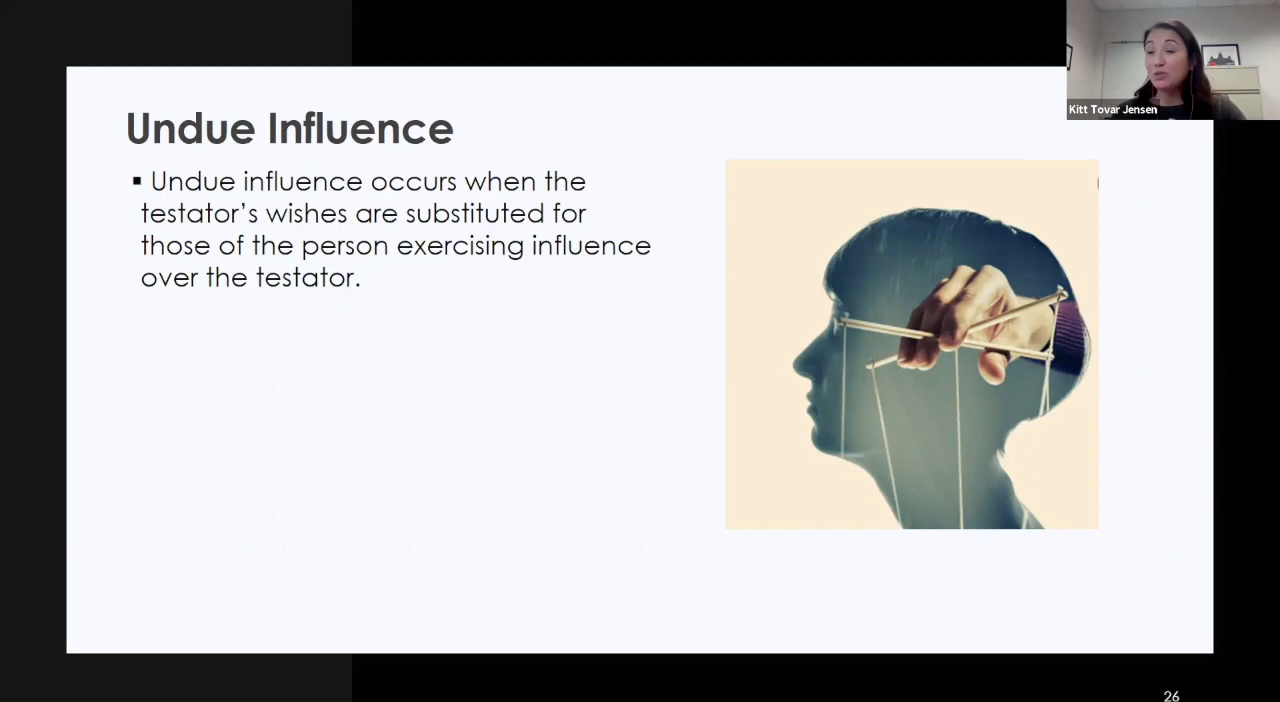 Kitt Tovar Jensen
Undue Influence
▪ Undue influence occurs when the
testator’s wishes are substituted for
those of the person exercising influence
over the testator.
26